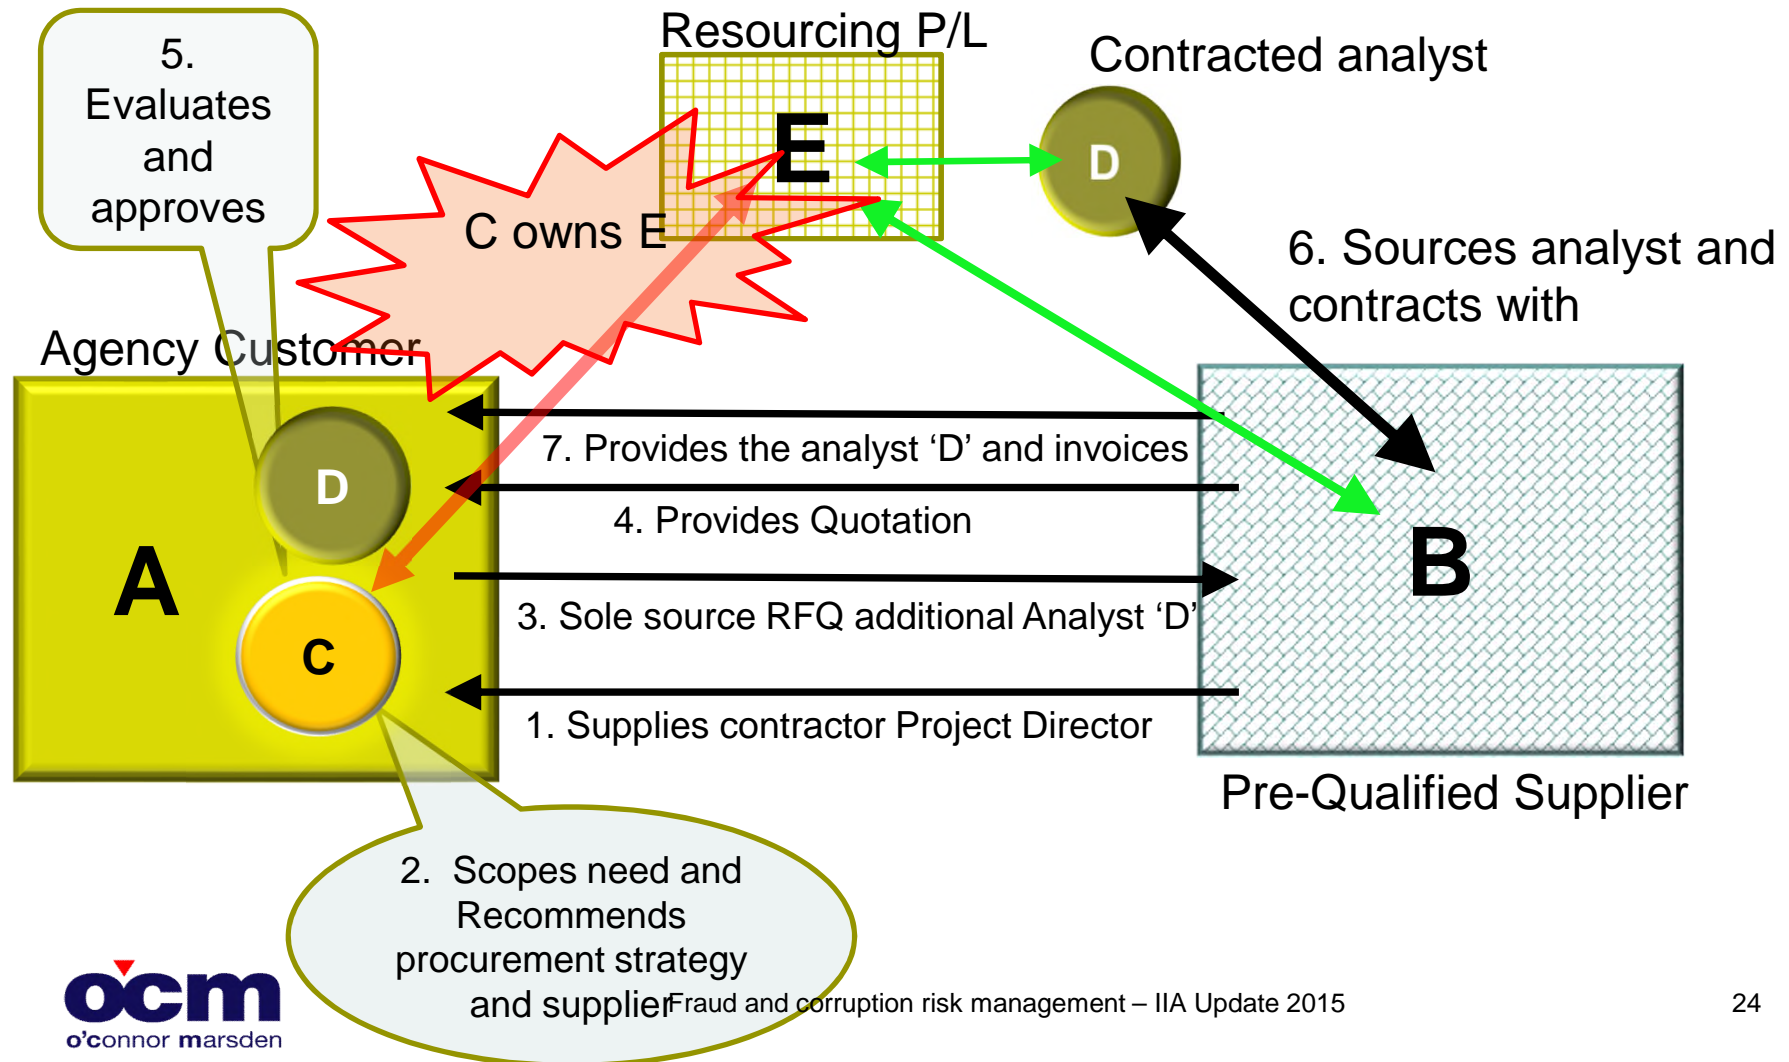 5.
Evaluates
and
approves
Resourcing P/L
E
Contracted analyst
D
C owns E
6. Sources analyst and
contracts with
Agency Customer
A
D
C
7. Provides the analyst ‘D’ and invoices
4. Provides Quotation
3. Sole source RFQ additional Analyst ‘D’
1. Supplies contractor Project Director
B
Pre-Qualified Supplier
2. Scopes need and
Recommends
procurement strategy
and supplier
ocm
o'connor marsden
Fraud and corruption risk management – IIA Update 2015
24